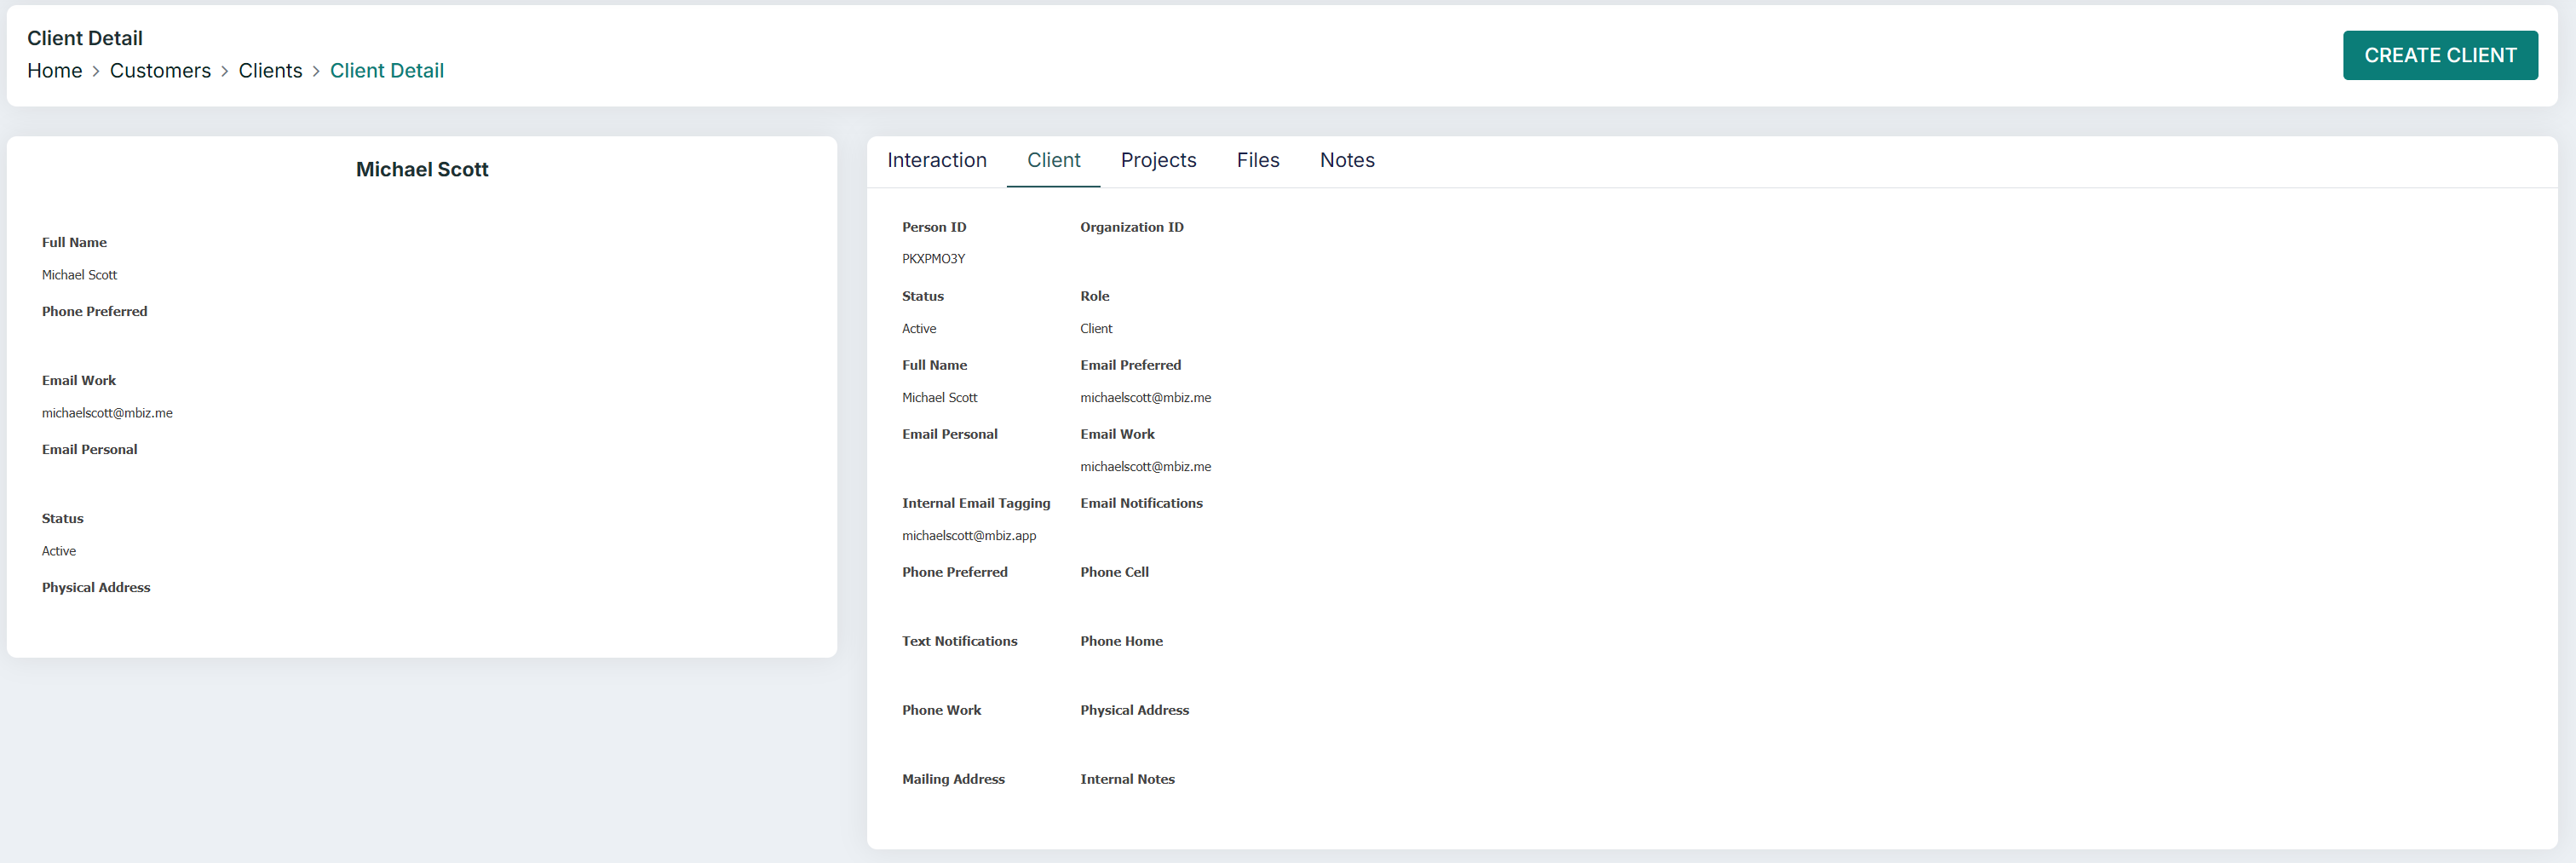 Client Detail
Home > Customers > Clients > Client Detail
CREATE CLIENT
Michael Scott
Full Name
Michael Scott
Phone Preferred
Email Work
michaelscott@mbiz.me
Email Personal
Status
Active
Physical Address
Interaction Client Projects Files Notes
Person ID Organization ID
PKXPMO3Y
Status Role
Active Client
Full Name Email Preferred
Michael Scott michaelscott@mbiz.me
Email Personal Email Work
michaelscott@mbiz.me
Internal Email Tagging Email Notifications
michaelscott@mbiz.app
Phone Preferred Phone Cell
Text Notifications Phone Home
Phone Work Physical Address
Mailing Address Internal Notes